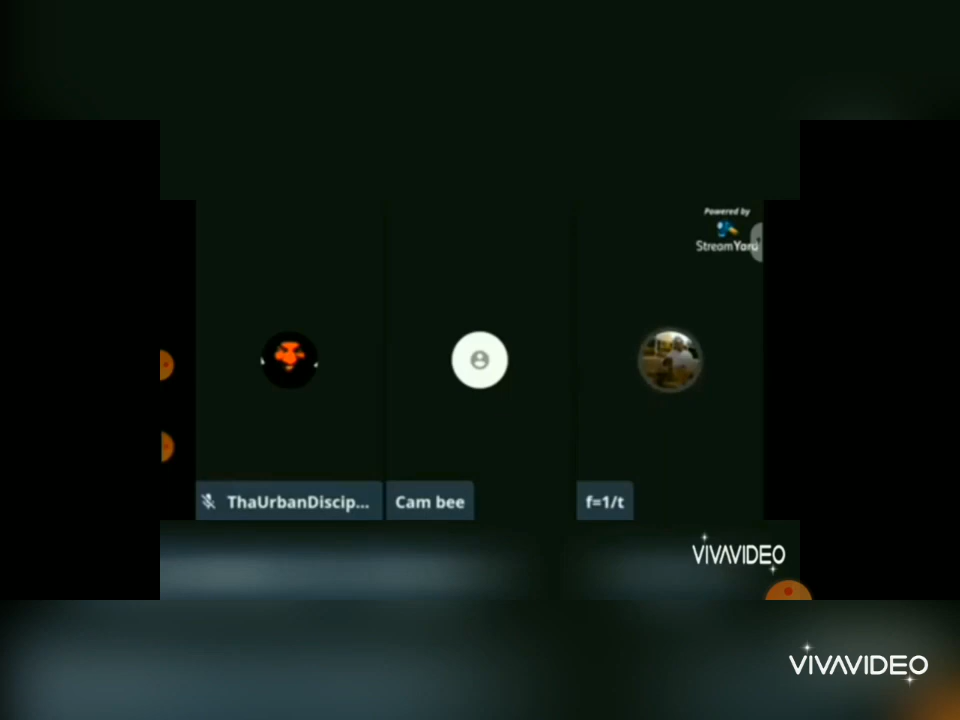 Powered by
StreamYard
ThaUrbanDiscip...
Cam bee
f=1/t
VIVAVIDEO
VIVAVIDEO